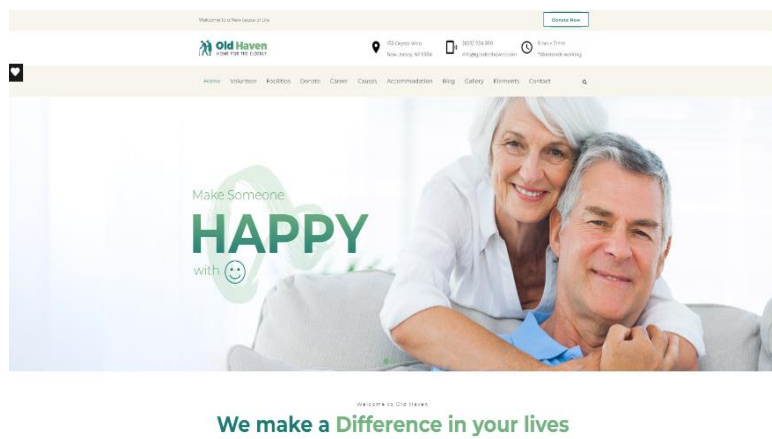 Welcome to a New Lease of Life
Donate Now
Old Haven
HOME FOR THE ELDERLY
Home Volunteer Facilities Donate Career Causes Accommodation Blog Gallery Elements Contact
Make Someone
HAPPY
with
Welcome to Old Haven
We make a Difference in your lives